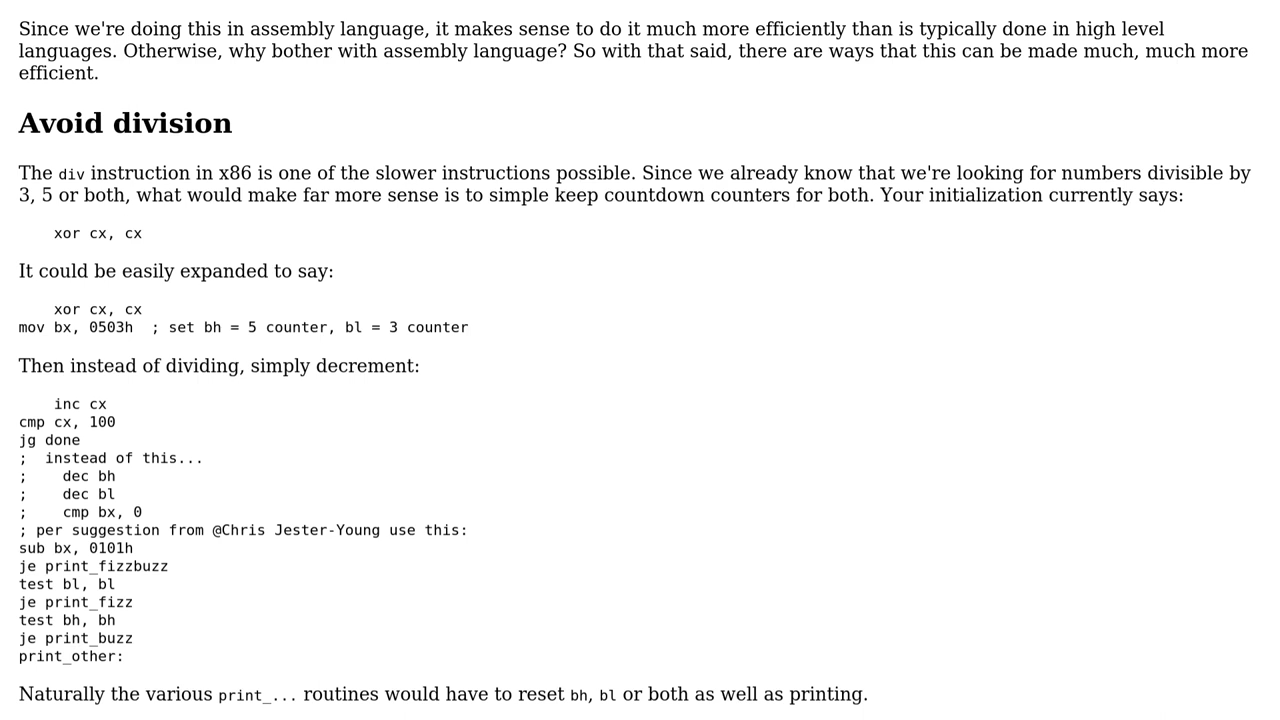 Since we're doing this in assembly language, it makes sense to do it much more efficiently than is typically done in high level
languages. Otherwise, why bother with assembly language? So with that said, there are ways that this can be made much, much more
efficient.
Avoid division
The div instruction in x86 is one of the slower instructions possible. Since we already know that we're looking for numbers divisible by
3, 5 or both, what would make far more sense is to simple keep countdown counters for both. Your initialization currently says:
    xor cx, cx
It could be easily expanded to say:
    xor cx, cx
mov bx, 0503h  ; set bh = 5 counter, bl = 3 counter
Then instead of dividing, simply decrement:
    inc cx
cmp cx, 100
jg done
;  instead of this...
;    dec bh
;    dec bl
;    cmp bx, 0
; per suggestion from @Chris Jester-Young use this:
sub bx, 0101h
je print_fizzbuzz
test bl, bl
je print_fizz
test bh, bh
je print_buzz
print_other:
Naturally the various print_... routines would have to reset bh, bl or both as well as printing.